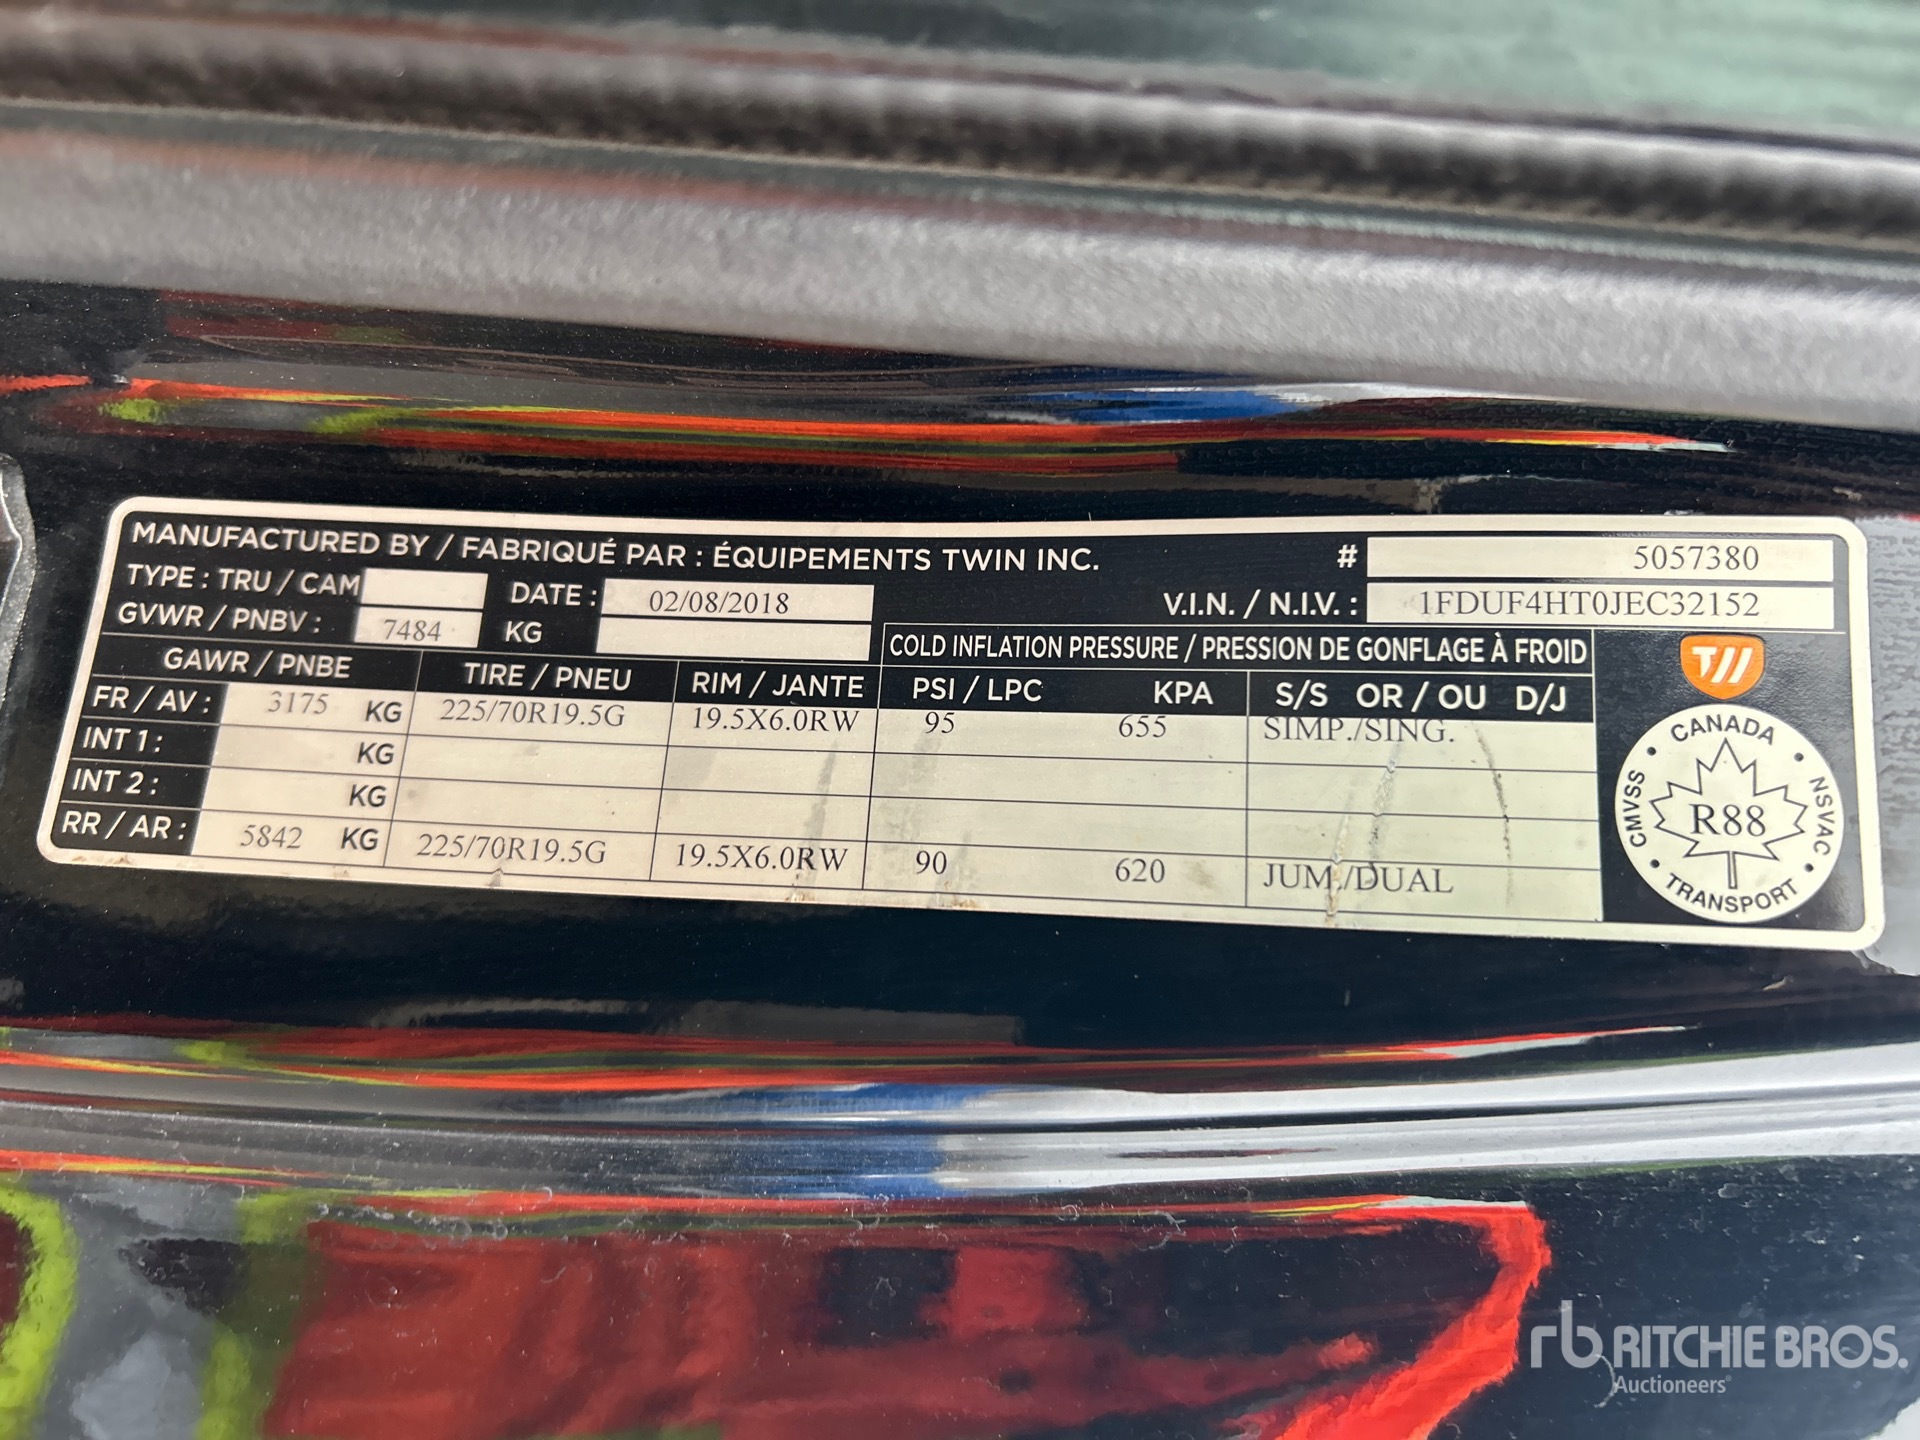 MANUFACTURED BY / FABRIQUÉ PAR : ÉQUIPEMENTS TWIN INC. # 5057380
TYPE : TRU / CAM DATE : 02/08/2018 V.I.N. / N.I.V. : 1FDUF4HT0JEC32152
GVWR / PNBV : 7484 KG
COLD INFLATION PRESSURE / PRESSION DE GONFLAGE À FROID
GAWR / PNBE TIRE / PNEU RIM / JANTE PSI / LPC KPA S/S OR / OU D/J
FR / AV : 3175 KG 225/70R19.5G 19.5X6.0RW 95 655 SIMP./SING.
INT 1 : KG
INT 2 : KG
RR / AR : 5842 KG 225/70R19.5G 19.5X6.0RW 90 620 JUM./DUAL
TW
CANADA
CMVSS
R88
NSVAC
TRANSPORT
rb RITCHIE BROS.
Auctioneers